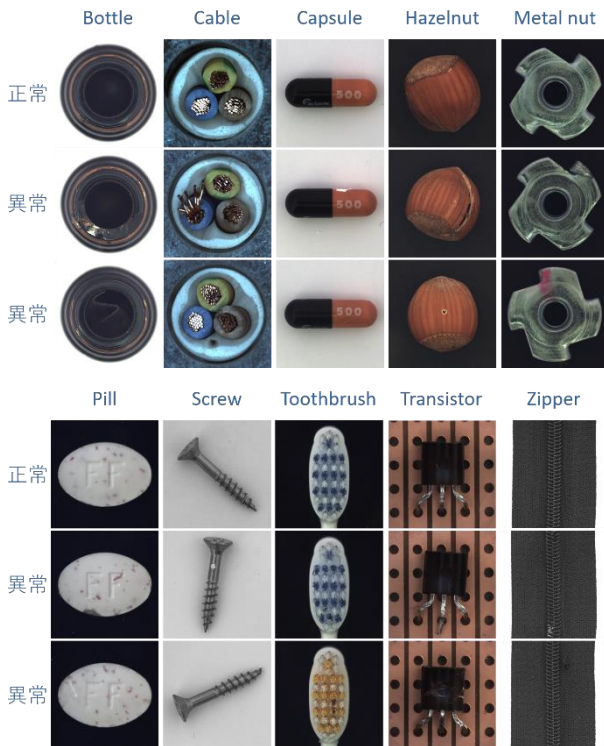 Bottle Cable Capsule Hazelnut Metal nut
正常
500
異常
500
異常
500
Pill Screw Toothbrush Transistor Zipper
正常
FF
異常
FF
異常
FF